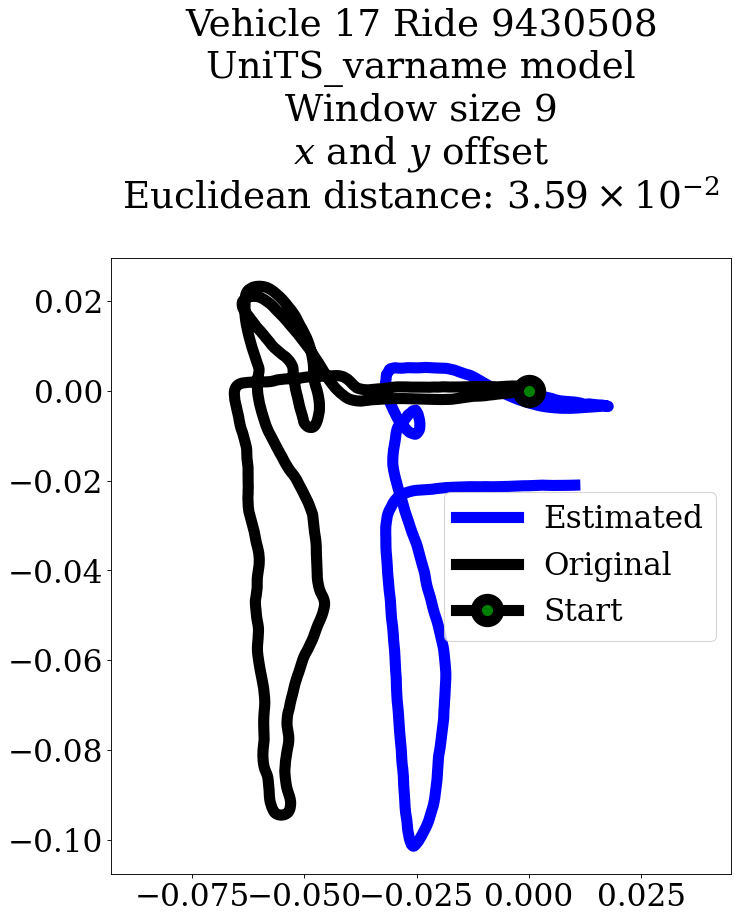 Vehicle 17 Ride 9430508
UniTS_varname model
Window size 9
x and y offset
Euclidean distance: 3.59 × 10⁻²
0.02
0.00
−0.02
−0.04
−0.06
−0.08
−0.10
Estimated
Original
Start
−0.075 −0.050 −0.025 0.000 0.025